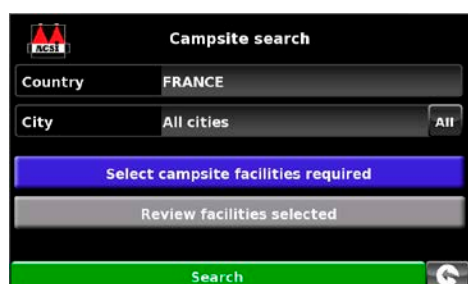 ACSI
Campsite search
Country FRANCE
City All cities All
Select campsite facilities required
Review facilities selected
Search